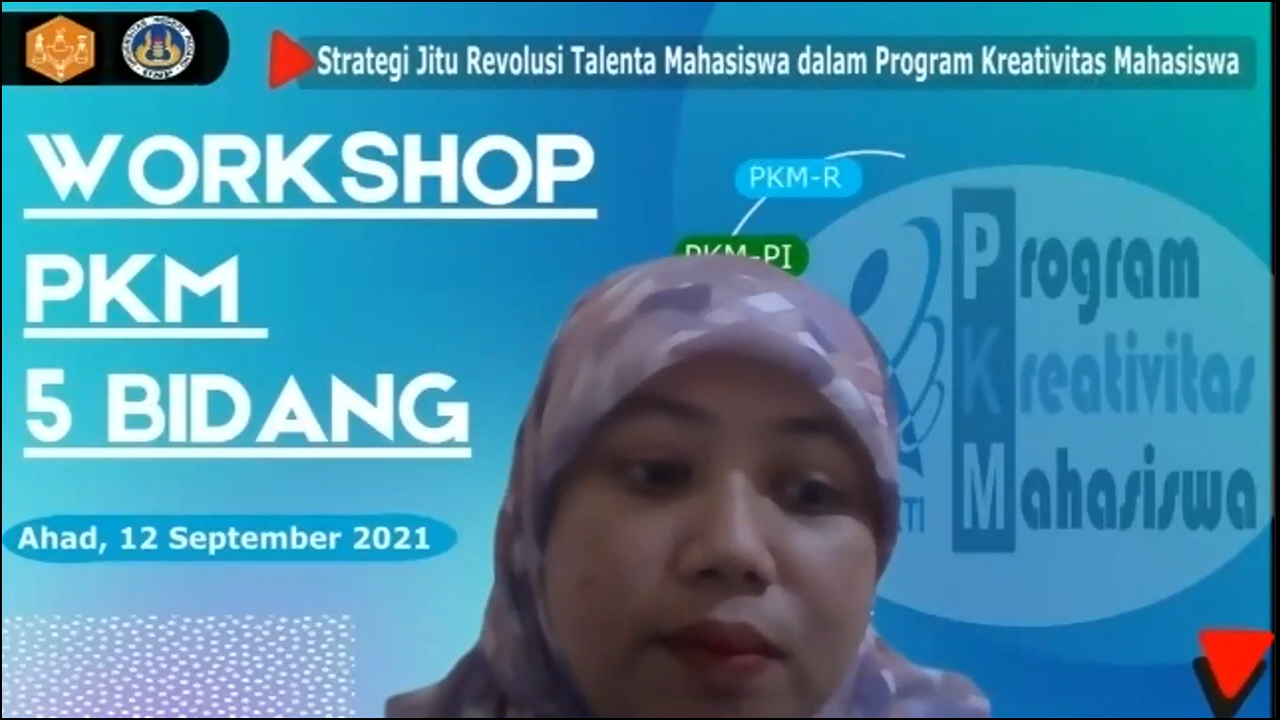 Strategi Jitu Revolusi Talenta Mahasiswa dalam Program Kreativitas Mahasiswa
WORKSHOP
PKM
5 BIDANG
Ahad, 12 September 2021
PKM-R
PKM-PI
Program
Kreativitas
Mahasiswa